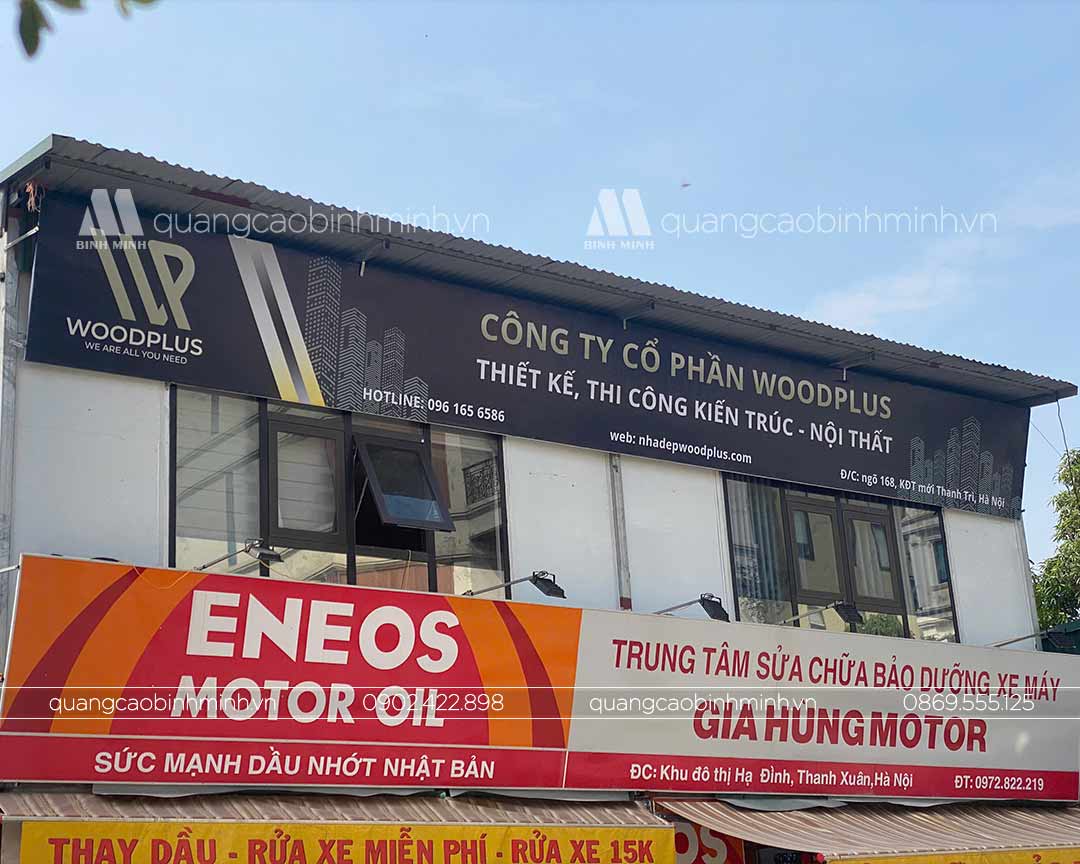 BINH MINH quangcaobinhminh.vn
BINH MINH quangcaobinhminh.vn
WOODPLUS
WE ARE ALL YOU NEED
CÔNG TY CỔ PHẦN WOODPLUS
THIẾT KẾ, THI CÔNG KIẾN TRÚC - NỘI THẤT
HOTLINE: 096 165 6586
web: nhadepwoodplus.com
Đ/C: ngõ 168, KĐT mới Thanh Trì, Hà Nội
ENEOS
MOTOR OIL
SỨC MẠNH DẦU NHỚT NHẬT BẢN
TRUNG TÂM SỬA CHỮA BẢO DƯỠNG XE MÁY
GIA HƯNG MOTOR
ĐC: Khu đô thị Hạ Đình, Thanh Xuân, Hà Nội
ĐT: 0972.822.219
quangcaobinhminh.vn
0902.422.898
quangcaobinhminh.vn
0869.555.125
THAY DẦU - RỬA XE MIỄN PHÍ - RỬA XE 15K